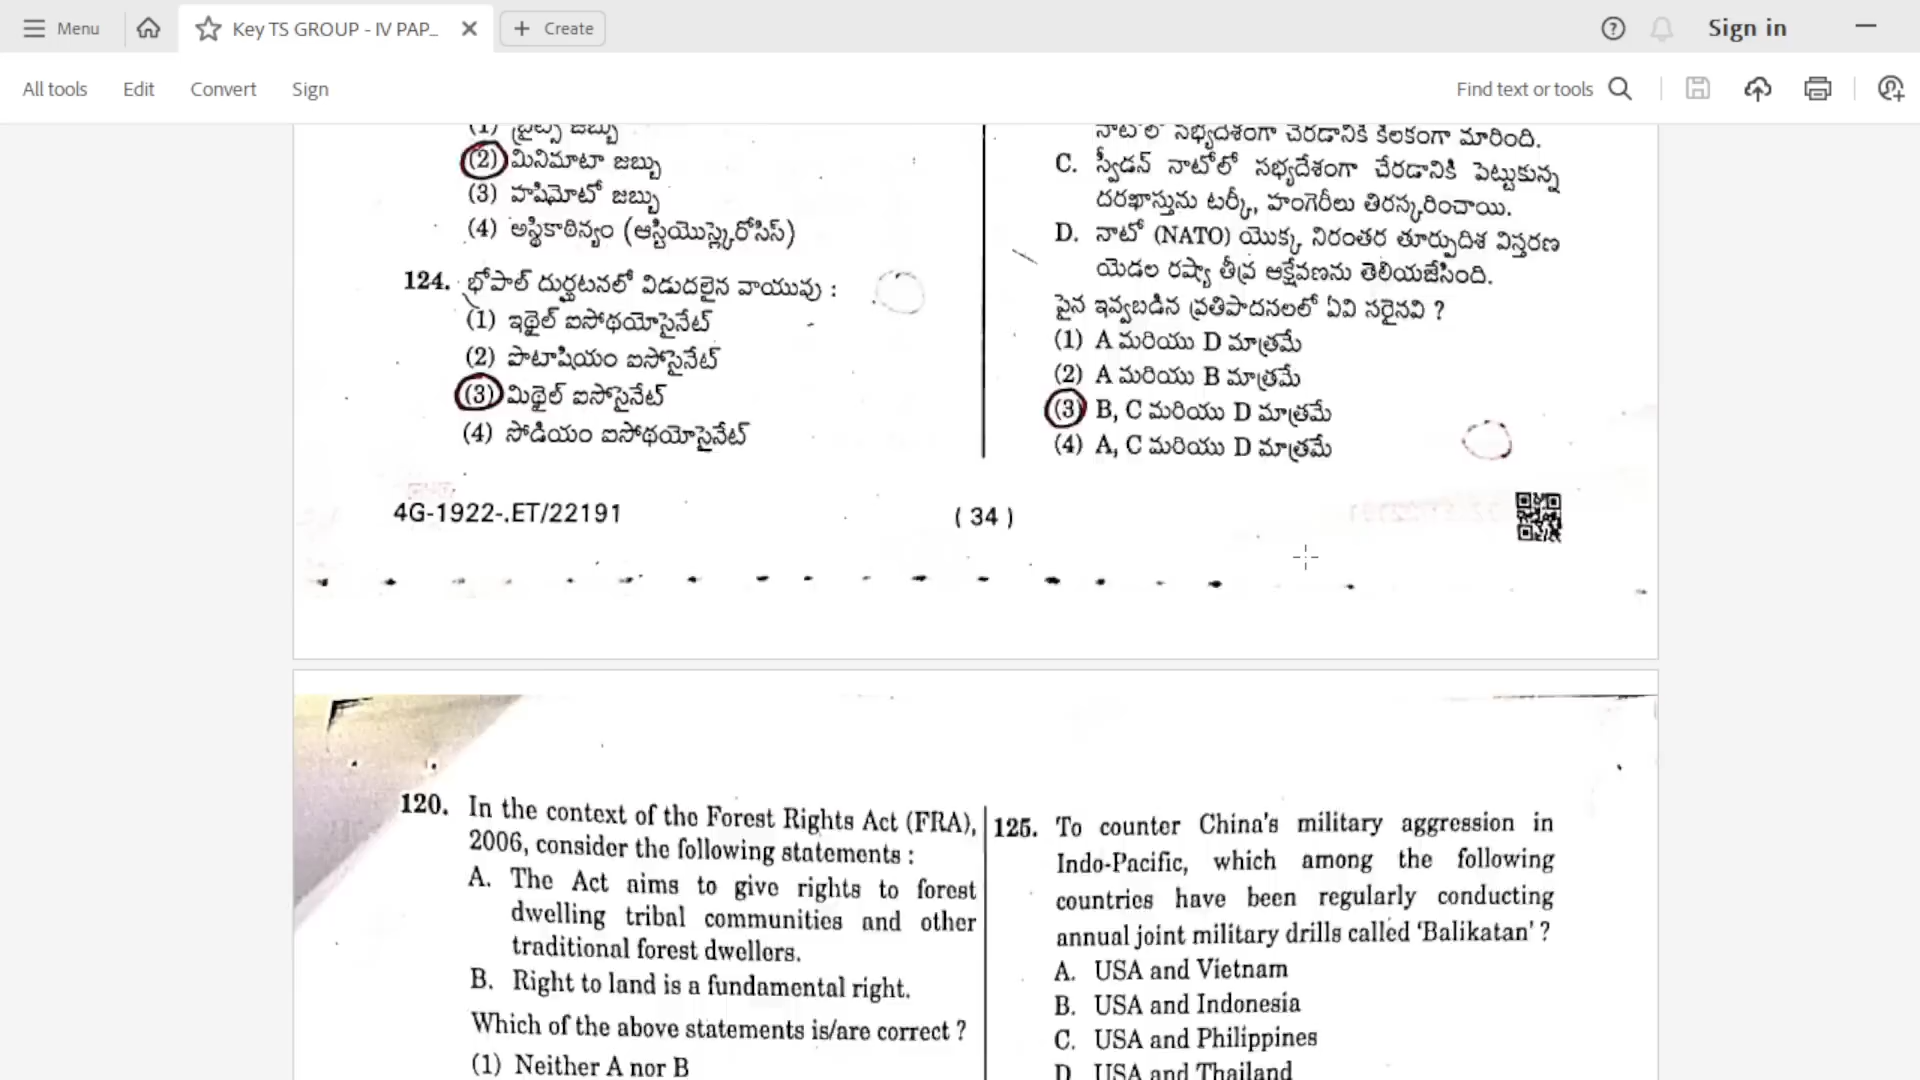 Menu
Key TS GROUP - IV PAP_
Create
Sign in
All tools
Edit
Convert
Sign
Find text or tools
(2) మినిమాటా జబ్బు
(3) హషిమోటో జబ్బు
(4) అస్థికాఠిన్యం (ఆస్టియోస్క్లెరోసిస్)
124. భోపాల్ దుర్ఘటనలో విడుదలైన వాయువు :
(1) ఇథైల్ ఐసోథయోసైనేట్
(2) పొటాషియం ఐసోసైనేట్
(3) మిథైల్ ఐసోసైనేట్
(4) సోడియం ఐసోథయోసైనేట్
నాటోలో సభ్యదేశంగా చేరడానికి కీలకంగా మారింది.
C. స్వీడన్ నాటోలో సభ్యదేశంగా చేరడానికి పెట్టుకున్న
దరఖాస్తును టర్కీ, హంగెరీలు తిరస్కరించాయి.
D. నాటో (NATO) యొక్క నిరంతర తూర్పుదిశ విస్తరణ
యెడల రష్యా తీవ్ర ఆక్షేపణను తెలియజేసింది.
పైన ఇవ్వబడిన ప్రతిపాదనలలో ఏవి సరైనవి ?
(1) A మరియు D మాత్రమే
(2) A మరియు B మాత్రమే
(3) B, C మరియు D మాత్రమే
(4) A, C మరియు D మాత్రమే
4G-1922-.ET/22191
( 34 )
120. In the context of the Forest Rights Act (FRA),
2006, consider the following statements :
A. The Act aims to give rights to forest
dwelling tribal communities and other
traditional forest dwellers.
B. Right to land is a fundamental right.
Which of the above statements is/are correct ?
(1) Neither A nor B
125. To counter China's military aggression in
Indo-Pacific, which among the following
countries have been regularly conducting
annual joint military drills called 'Balikatan' ?
A. USA and Vietnam
B. USA and Indonesia
C. USA and Philippines
D. USA and Thailand